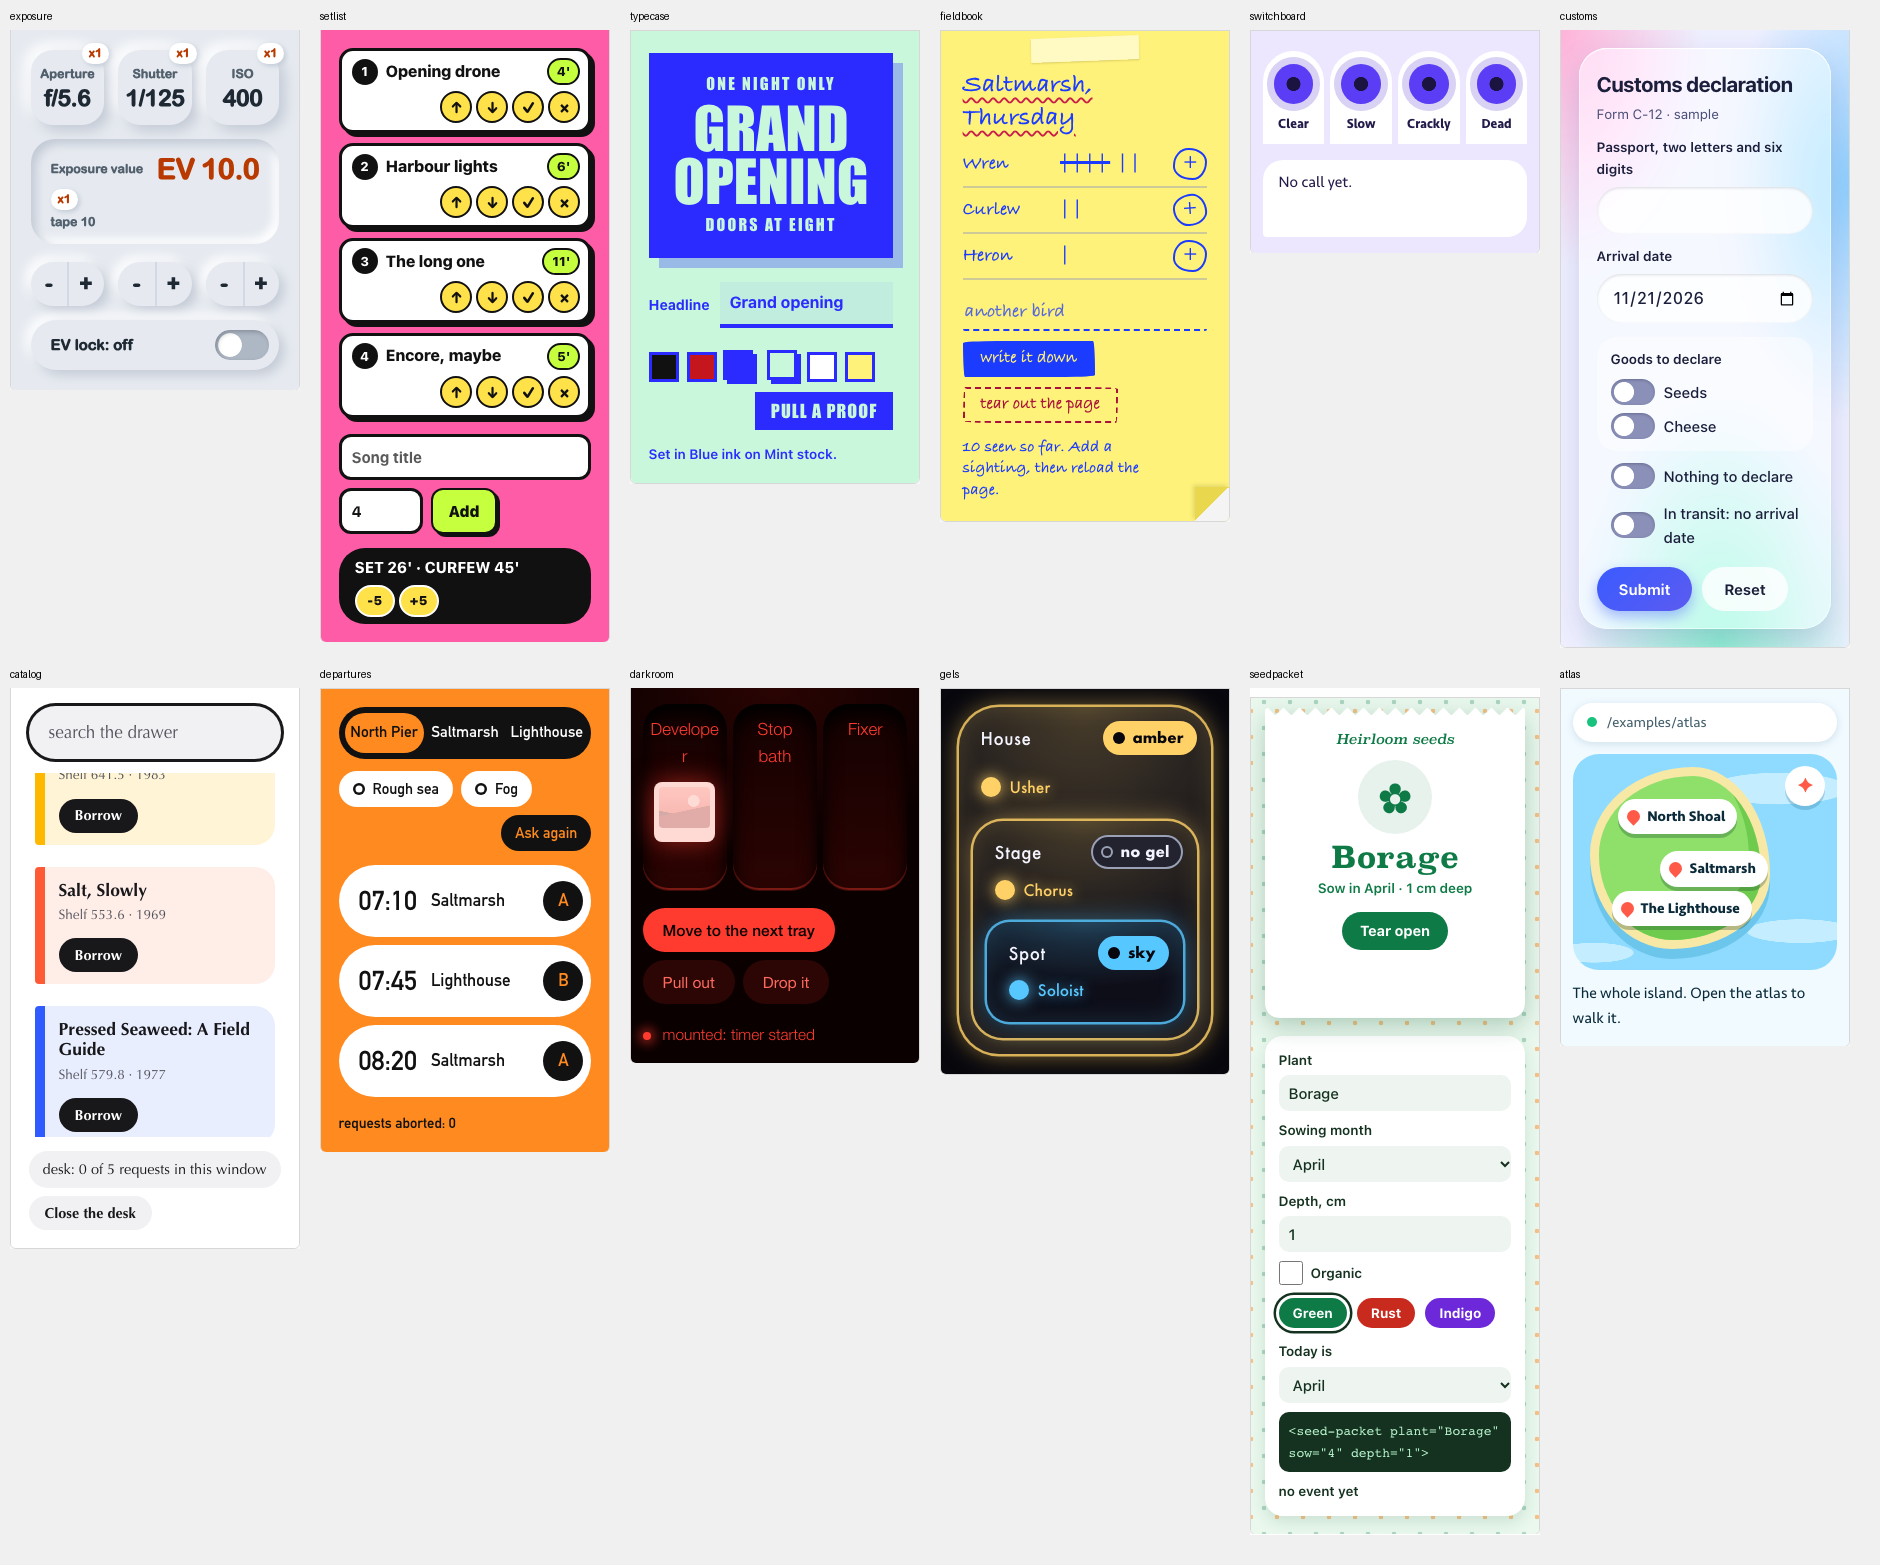 exposure
x1
x1
x1
Aperture
f/5.6
Shutter
1/125
ISO
400
Exposure value EV 10.0
x1
tape 10
- +
- +
- +
EV lock: off
setlist
1 Opening drone 4'
2 Harbour lights 6'
3 The long one 11'
4 Encore, maybe 5'
Song title
4 Add
SET 26' · CURFEW 45'
-5 +5
typecase
ONE NIGHT ONLY
GRAND
OPENING
DOORS AT EIGHT
Headline Grand opening
PULL A PROOF
Set in Blue ink on Mint stock.
fieldbook
Saltmarsh,
Thursday
Wren +
Curlew +
Heron +
another bird
write it down
tear out the page
10 seen so far. Add a
sighting, then reload the
page.
switchboard
Clear Slow Crackly Dead
No call yet.
customs
Customs declaration
Form C-12 · sample
Passport, two letters and six
digits
Arrival date
11/21/2026
Goods to declare
Seeds
Cheese
Nothing to declare
In transit: no arrival
date
Submit Reset
catalog
search the drawer
Shelf 641.5 · 1983
Borrow
Salt, Slowly
Shelf 553.6 · 1969
Borrow
Pressed Seaweed: A Field
Guide
Shelf 579.8 · 1977
Borrow
desk: 0 of 5 requests in this window
Close the desk
departures
North Pier Saltmarsh Lighthouse
Rough sea Fog
Ask again
07:10 Saltmarsh A
07:45 Lighthouse B
08:20 Saltmarsh A
requests aborted: 0
darkroom
Develope
r
Stop
bath
Fixer
Move to the next tray
Pull out Drop it
mounted: timer started
gels
House amber
Usher
Stage no gel
Chorus
Spot sky
Soloist
seedpacket
Heirloom seeds
Borage
Sow in April · 1 cm deep
Tear open
Plant
Borage
Sowing month
April
Depth, cm
1
Organic
Green Rust Indigo
Today is
April
<seed-packet plant="Borage"
sow="4" depth="1">
no event yet
atlas
/examples/atlas
North Shoal
Saltmarsh
The Lighthouse
The whole island. Open the atlas to
walk it.